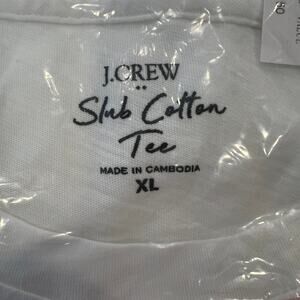 J.CREW
Slub Cotton
Tee
MADE IN CAMBODIA
XL